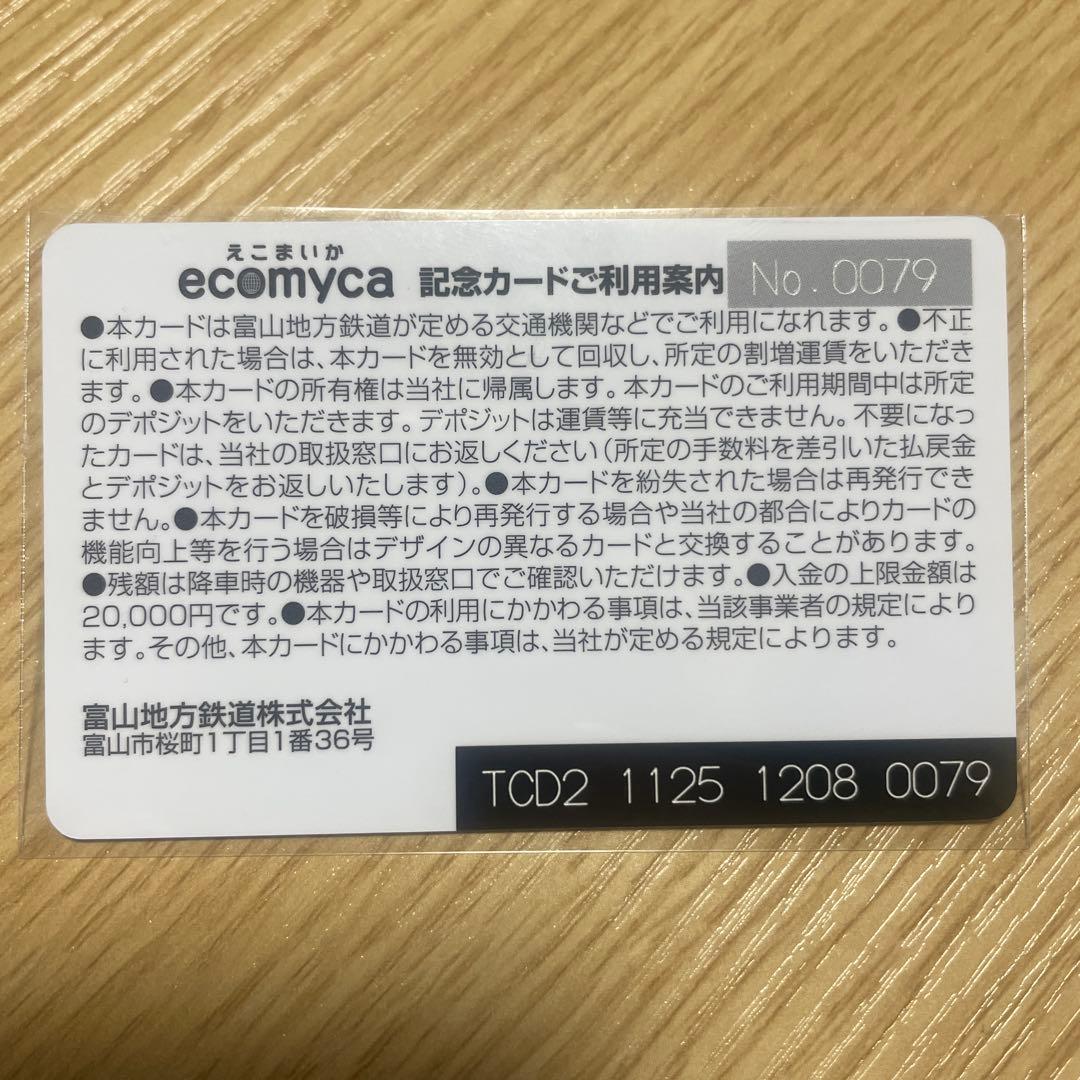 えこまいか
ecomyca 記念カードご利用案内 No. 0079
●本カードは富山地方鉄道が定める交通機関などでご利用になれます。●不正
に利用された場合は、本カードを無効として回収し、所定の割増運賃をいただき
ます。●本カードの所有権は当社に帰属します。本カードのご利用期間中は所定
のデポジットをいただきます。デポジットは運賃等に充当できません。不要になっ
たカードは、当社の取扱窓口にお返しください(所定の手数料を差引いた払戻金
とデポジットをお返しいたします)。●本カードを紛失された場合は再発行でき
ません。●本カードを破損等により再発行する場合や当社の都合によりカードの
機能向上等を行う場合はデザインの異なるカードと交換することがあります。
●残額は降車時の機器や取扱窓口でご確認いただけます。●入金の上限金額は
20,000円です。●本カードの利用にかかわる事項は、当該事業者の規定により
ます。その他、本カードにかかわる事項は、当社が定める規定によります。
富山地方鉄道株式会社
富山市桜町1丁目1番36号
TCD2 1125 1208 0079